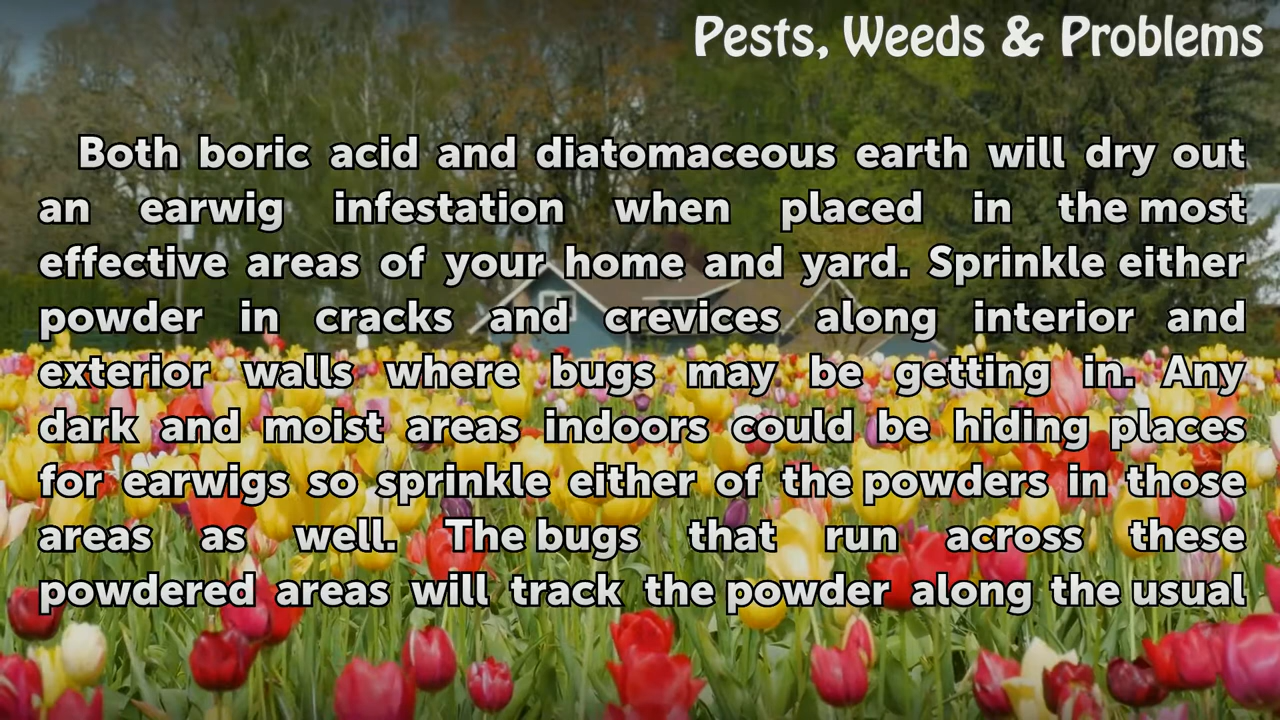 Pests, Weeds & Problems
Both boric acid and diatomaceous earth will dry out
an earwig infestation when placed in the most
effective areas of your home and yard. Sprinkle either
powder in cracks and crevices along interior and
exterior walls where bugs may be getting in. Any
dark and moist areas indoors could be hiding places
for earwigs so sprinkle either of the powders in those
areas as well. The bugs that run across these
powdered areas will track the powder along the usual